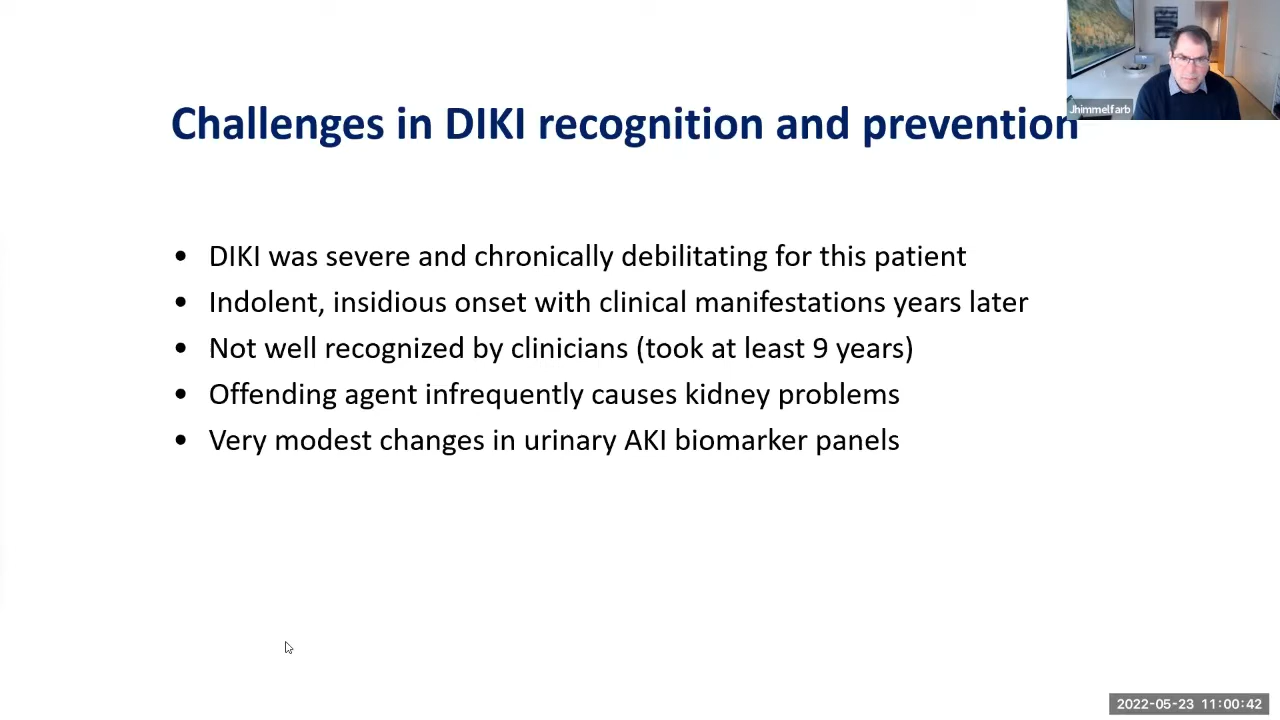 Jhimmelfarb
Challenges in DIKI recognition and prevention
• DIKI was severe and chronically debilitating for this patient
• Indolent, insidious onset with clinical manifestations years later
• Not well recognized by clinicians (took at least 9 years)
• Offending agent infrequently causes kidney problems
• Very modest changes in urinary AKI biomarker panels
2022-05-23 11:00:42